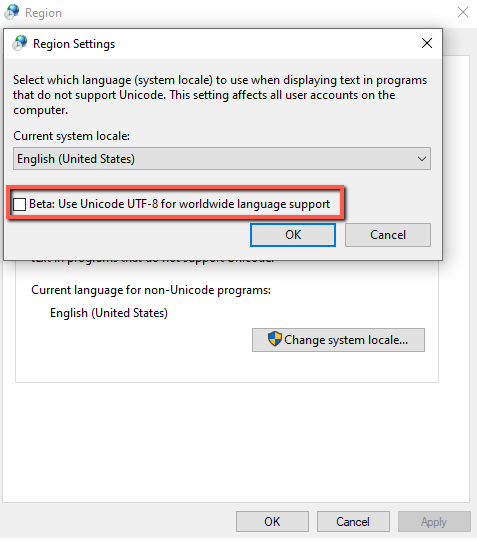 Region
Region Settings
Select which language (system locale) to use when displaying text in programs
that do not support Unicode. This setting affects all user accounts on the
computer.
Current system locale:
English (United States)
Beta: Use Unicode UTF-8 for worldwide language support
OK
Cancel
text in programs that do not support Unicode.
Current language for non-Unicode programs:
English (United States)
Change system locale...
OK
Cancel
Apply